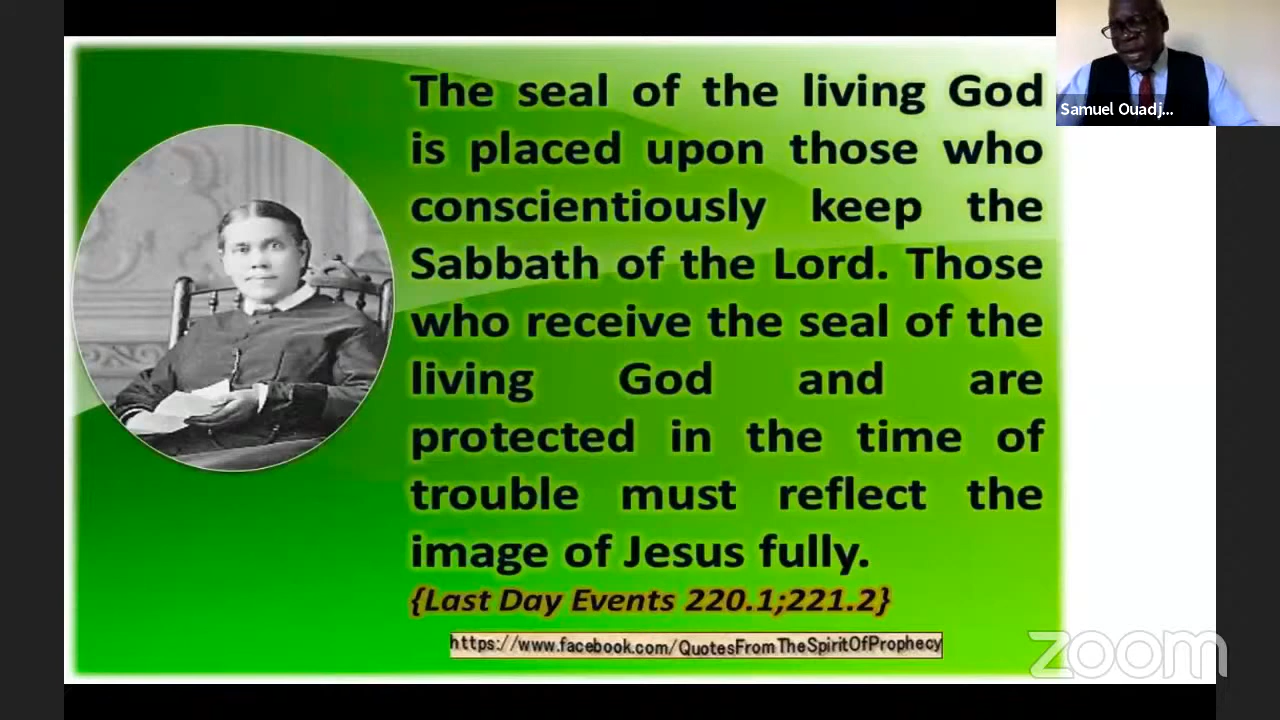 The seal of the living God
is placed upon those who
conscientiously keep the
Sabbath of the Lord. Those
who receive the seal of the
living God and are
protected in the time of
trouble must reflect the
image of Jesus fully.
{Last Day Events 220.1;221.2}
https://www.facebook.com/QuotesFromTheSpiritOfProphecy
Samuel Ouadj...
zoom